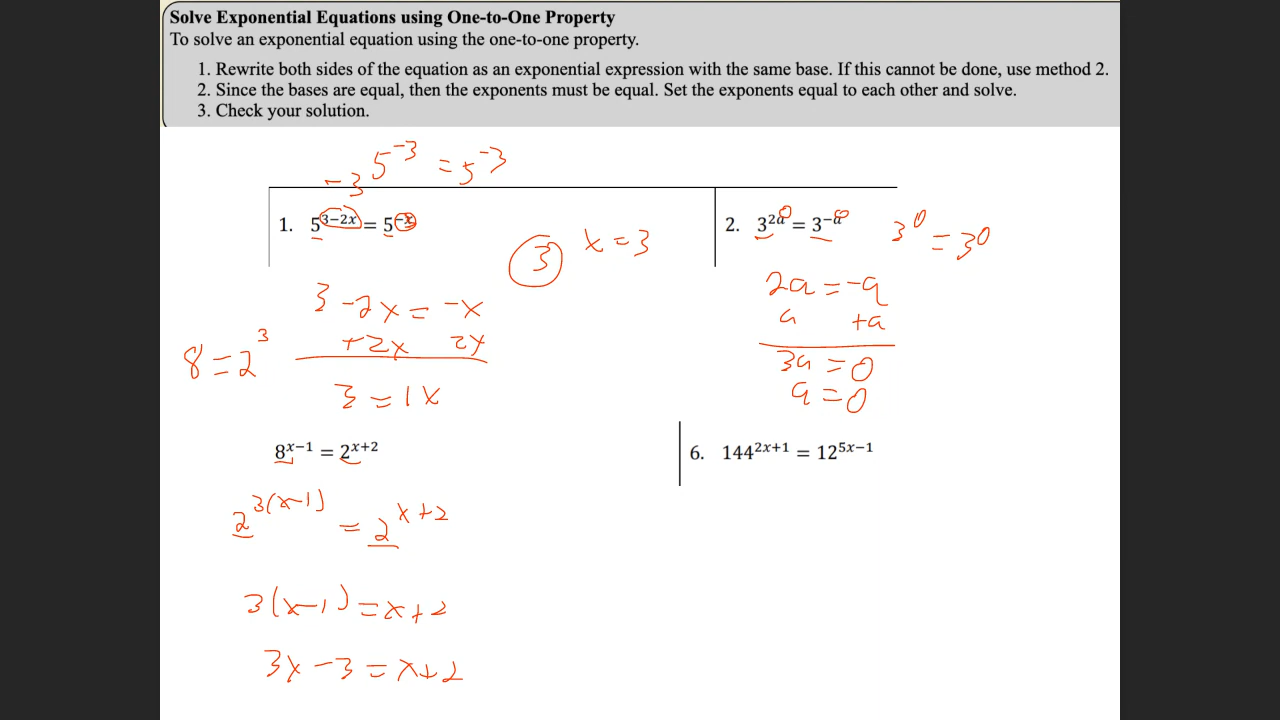 Solve Exponential Equations using One-to-One Property
To solve an exponential equation using the one-to-one property.
1. Rewrite both sides of the equation as an exponential expression with the same base. If this cannot be done, use method 2.
2. Since the bases are equal, then the exponents must be equal. Set the exponents equal to each other and solve.
3. Check your solution.
-3 5^-3 = 5^-3
1. 5^{3−2x} = 5^{−x}
3 x = 3
3 - 2x = -x
+2x 2x
3 = 1x
2. 3^{2a} = 3^{−a}
0 0
3^0 = 3^0
2a = -a
a +a
3a = 0
a = 0
8 = 2^3
8^{x−1} = 2^{x+2}
2^{3(x-1)} = 2^{x+2}
3(x-1) = x+2
3x - 3 = x+2
6. 144^{2x+1} = 12^{5x−1}